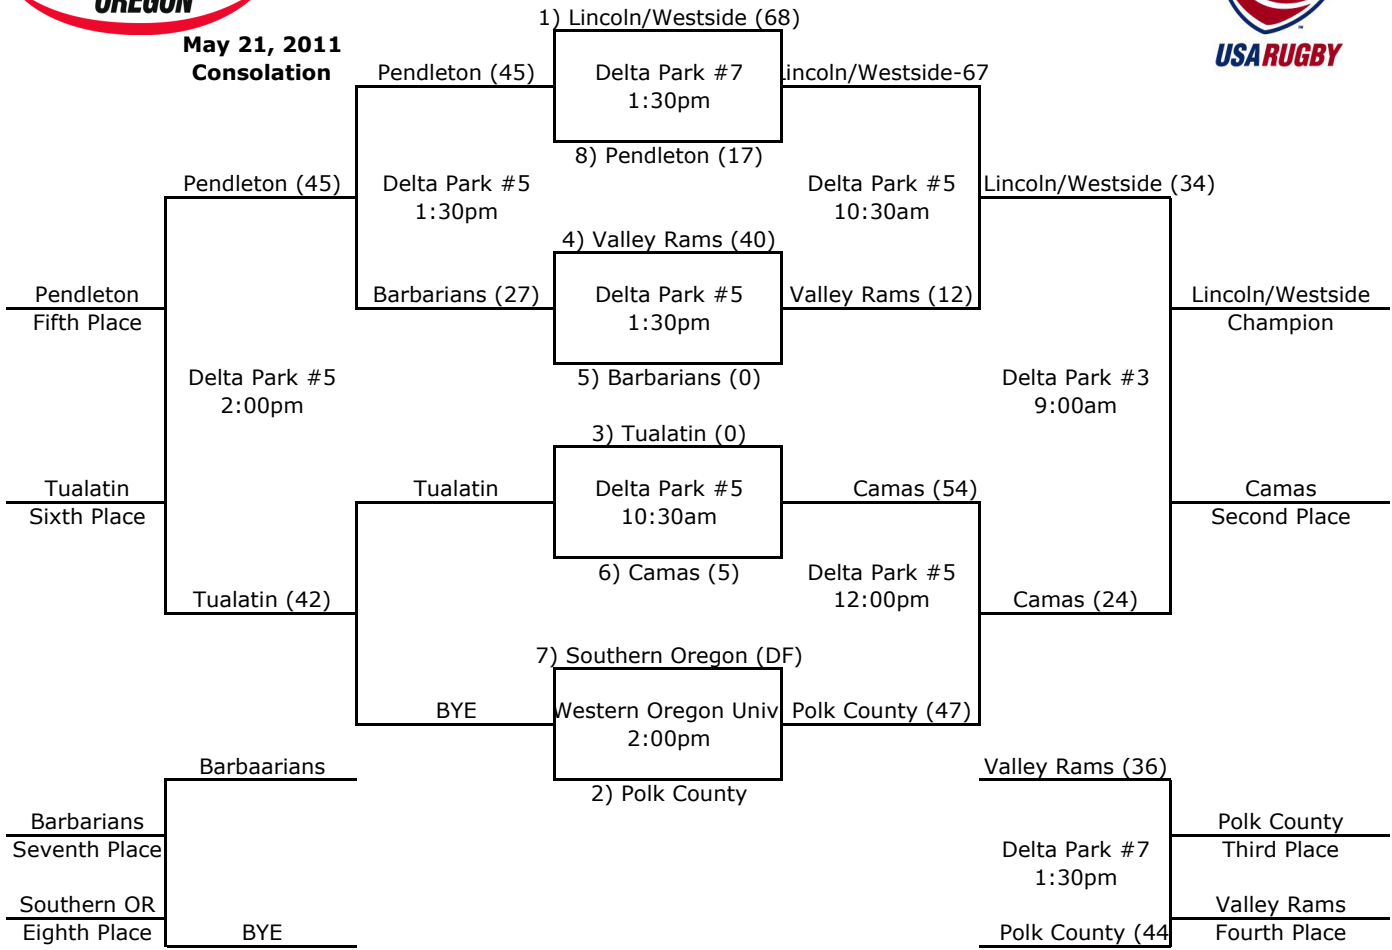 OREGON
1) Lincoln/Westside (68)
May 21, 2011
Consolation
USA RUGBY
Pendleton (45)
Delta Park #7
1:30pm
Lincoln/Westside-67
8) Pendleton (17)
Pendleton (45)
Delta Park #5
1:30pm
Delta Park #5
10:30am
Lincoln/Westside (34)
4) Valley Rams (40)
Pendleton
Fifth Place
Barbarians (27)
Delta Park #5
1:30pm
Valley Rams (12)
Lincoln/Westside
Champion
5) Barbarians (0)
Delta Park #5
2:00pm
Delta Park #3
9:00am
3) Tualatin (0)
Tualatin
Sixth Place
Tualatin
Delta Park #5
10:30am
Camas (54)
Camas
Second Place
6) Camas (5)
Delta Park #5
12:00pm
Tualatin (42)
Camas (24)
7) Southern Oregon (DF)
BYE
Western Oregon Univ
2:00pm
Polk County (47)
Barbaarians
Valley Rams (36)
2) Polk County
Barbarians
Seventh Place
Polk County
Third Place
Delta Park #7
1:30pm
Southern OR
Eighth Place
BYE
Polk County (44
Valley Rams
Fourth Place